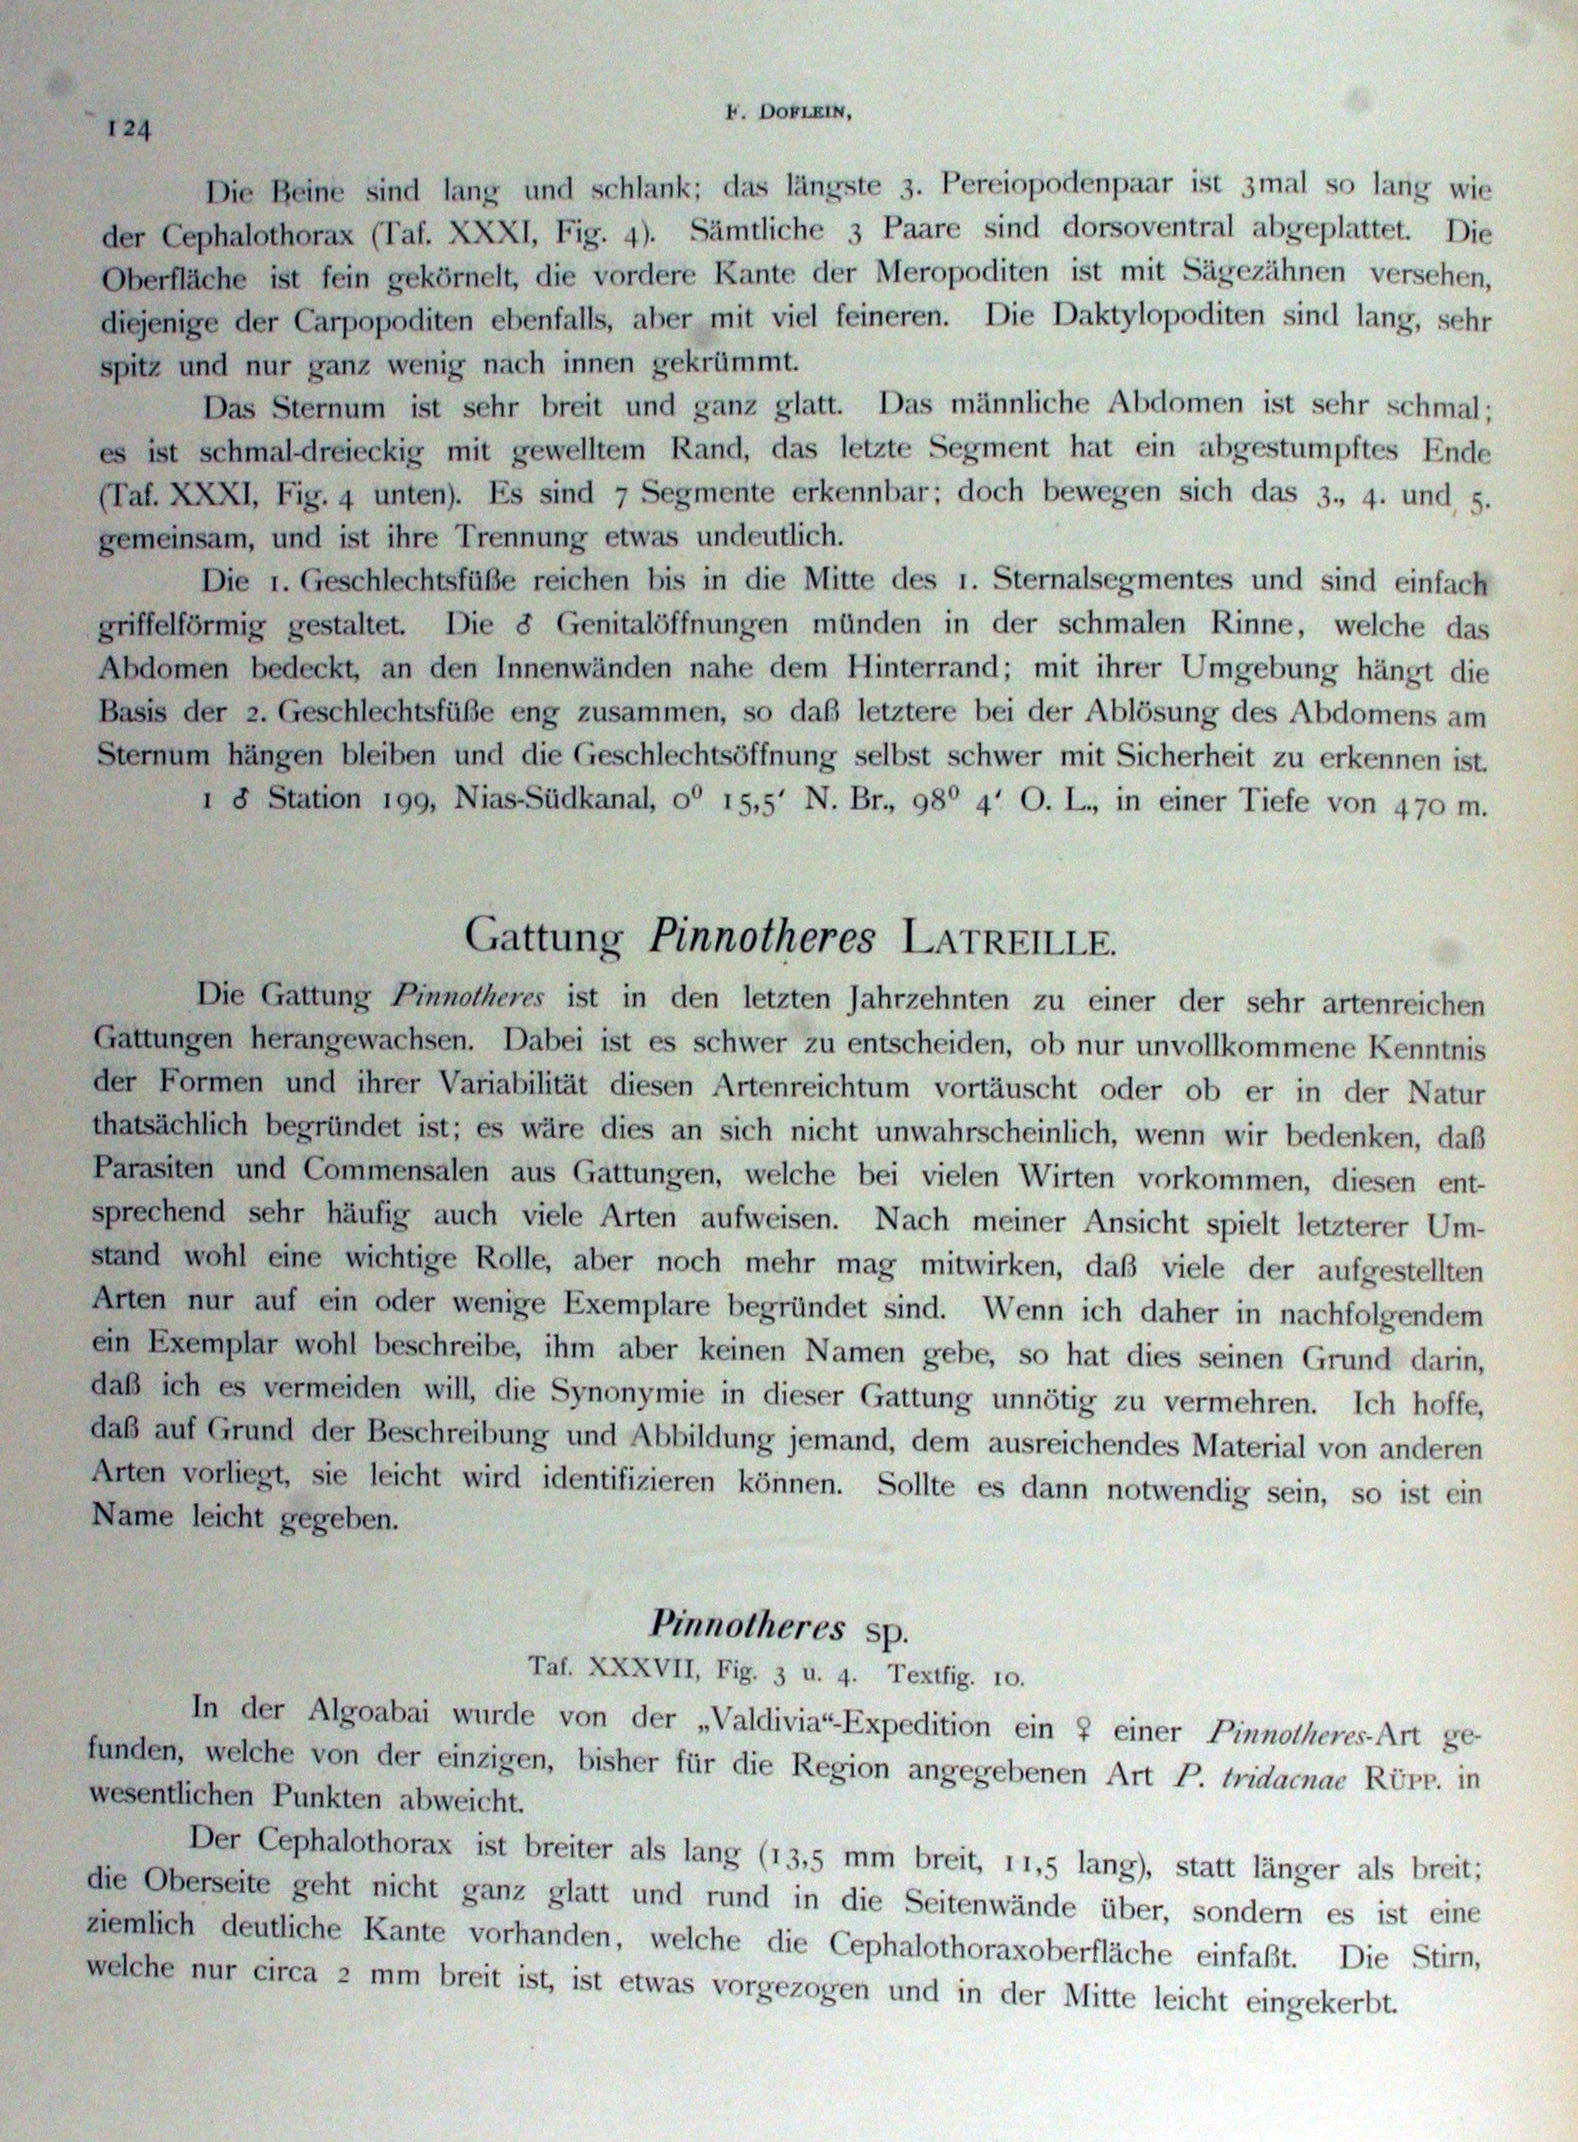 124
F. DOFLEIN,
Die Beine sind lang und schlank; das längste 3. Pereiopodenpaar ist 3mal so lang wie
der Cephalothorax (Taf. XXXI, Fig. 4). Sämtliche 3 Paare sind dorsoventral abgeplattet. Die
Oberfläche ist fein gekörnelt, die vordere Kante der Meropoditen ist mit Sägezähnen versehen,
diejenige der Carpopoditen ebenfalls, aber mit viel feineren. Die Daktylopoditen sind lang, sehr
spitz und nur ganz wenig nach innen gekrümmt.
Das Sternum ist sehr breit und ganz glatt. Das männliche Abdomen ist sehr schmal;
es ist schmal-dreieckig mit gewelltem Rand, das letzte Segment hat ein abgestumpftes Ende
(Taf. XXXI, Fig. 4 unten). Es sind 7 Segmente erkennbar; doch bewegen sich das 3., 4. und 5.
gemeinsam, und ist ihre Trennung etwas undeutlich.
Die 1. Geschlechtsfüße reichen bis in die Mitte des 1. Sternalsegmentes und sind einfach
griffelförmig gestaltet. Die ♂ Genitalöffnungen münden in der schmalen Rinne, welche das
Abdomen bedeckt, an den Innenwänden nahe dem Hinterrand; mit ihrer Umgebung hängt die
Basis der 2. Geschlechtsfüße eng zusammen, so daß letztere bei der Ablösung des Abdomens am
Sternum hängen bleiben und die Geschlechtsöffnung selbst schwer mit Sicherheit zu erkennen ist.
1 ♂ Station 199, Nias-Südkanal, 0⁰ 15,5' N. Br., 98⁰ 4' O. L., in einer Tiefe von 470 m.
Gattung Pinnotheres LATREILLE.
Die Gattung Pinnotheres ist in den letzten Jahrzehnten zu einer der sehr artenreichen
Gattungen herangewachsen. Dabei ist es schwer zu entscheiden, ob nur unvollkommene Kenntnis
der Formen und ihrer Variabilität diesen Artenreichtum vortäuscht oder ob er in der Natur
thatsächlich begründet ist; es wäre dies an sich nicht unwahrscheinlich, wenn wir bedenken, daß
Parasiten und Commensalen aus Gattungen, welche bei vielen Wirten vorkommen, diesen ent-
sprechend sehr häufig auch viele Arten aufweisen. Nach meiner Ansicht spielt letzterer Um-
stand wohl eine wichtige Rolle, aber noch mehr mag mitwirken, daß viele der aufgestellten
Arten nur auf ein oder wenige Exemplare begründet sind. Wenn ich daher in nachfolgendem
ein Exemplar wohl beschreibe, ihm aber keinen Namen gebe, so hat dies seinen Grund darin,
daß ich es vermeiden will, die Synonymie in dieser Gattung unnötig zu vermehren. Ich hoffe,
daß auf Grund der Beschreibung und Abbildung jemand, dem ausreichendes Material von anderen
Arten vorliegt, sie leicht wird identifizieren können. Sollte es dann notwendig sein, so ist ein
Name leicht gegeben.
Pinnotheres sp.
Taf. XXXVII, Fig. 3 u. 4. Textfig. 10.
In der Algoabai wurde von der „Valdivia“-Expedition ein ♀ einer Pinnotheres-Art ge-
funden, welche von der einzigen, bisher für die Region angegebenen Art P. tridacnae RÜPP. in
wesentlichen Punkten abweicht.
Der Cephalothorax ist breiter als lang (13,5 mm breit, 11,5 lang), statt länger als breit;
die Oberseite geht nicht ganz glatt und rund in die Seitenwände über, sondern es ist eine
ziemlich deutliche Kante vorhanden, welche die Cephalothoraxoberfläche einfaßt. Die Stirn,
welche nur circa 2 mm breit ist, ist etwas vorgezogen und in der Mitte leicht eingekerbt.